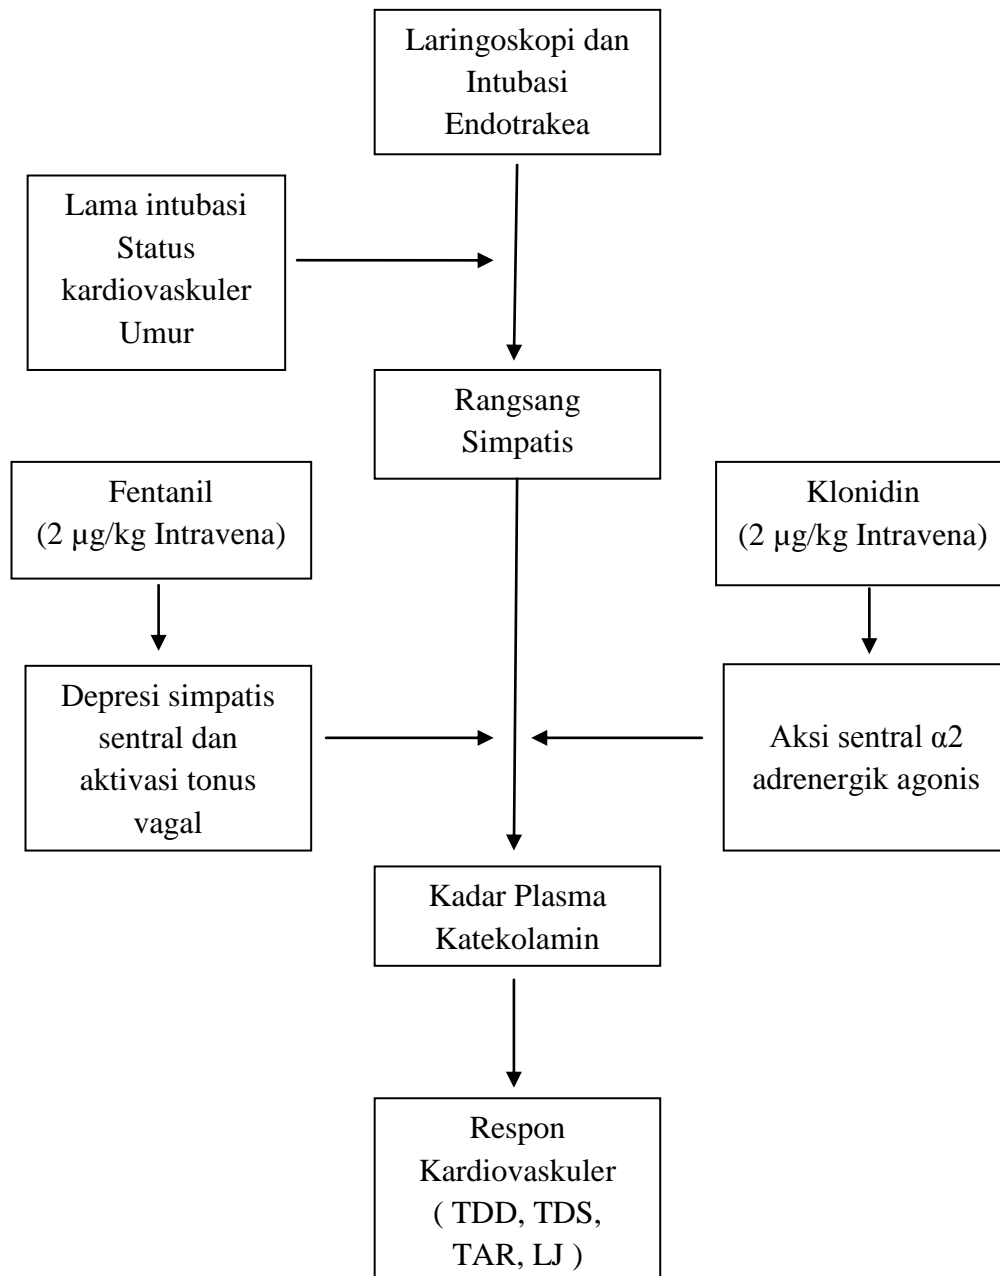 Laringoskopi dan
Intubasi
Endotrakea
Lama intubasi
Status
kardiovaskuler
Umur
Rangsang
Simpatis
Fentanil
(2 µg/kg Intravena)
Klonidin
(2 µg/kg Intravena)
Depresi simpatis
sentral dan
aktivasi tonus
vagal
Aksi sentral α2
adrenergik agonis
Kadar Plasma
Katekolamin
Respon
Kardiovaskuler
( TDD, TDS,
TAR, LJ )